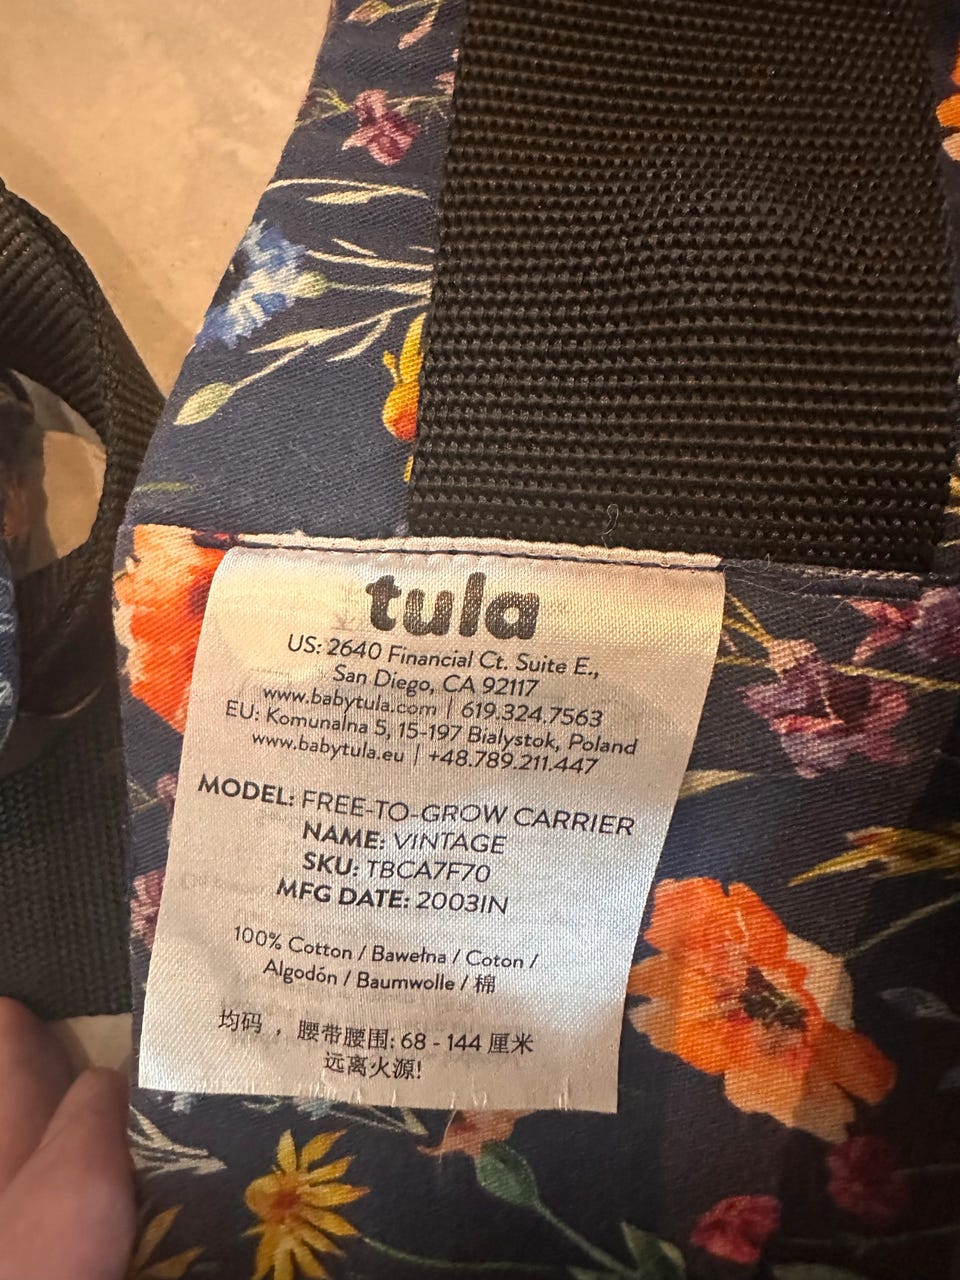 tula
US: 2640 Financial Ct. Suite E.,
San Diego, CA 92117
www.babytula.com | 619.324.7563
EU: Komunalna 5, 15-197 Bialystok, Poland
www.babytula.eu | +48.789.211.447
MODEL: FREE-TO-GROW CARRIER
NAME: VINTAGE
SKU: TBCA7F70
MFG DATE: 2003IN
100% Cotton / Bawełna / Coton /
Algodón / Baumwolle / 棉
均码 ，腰带腰围: 68 - 144 厘米
远离火源!